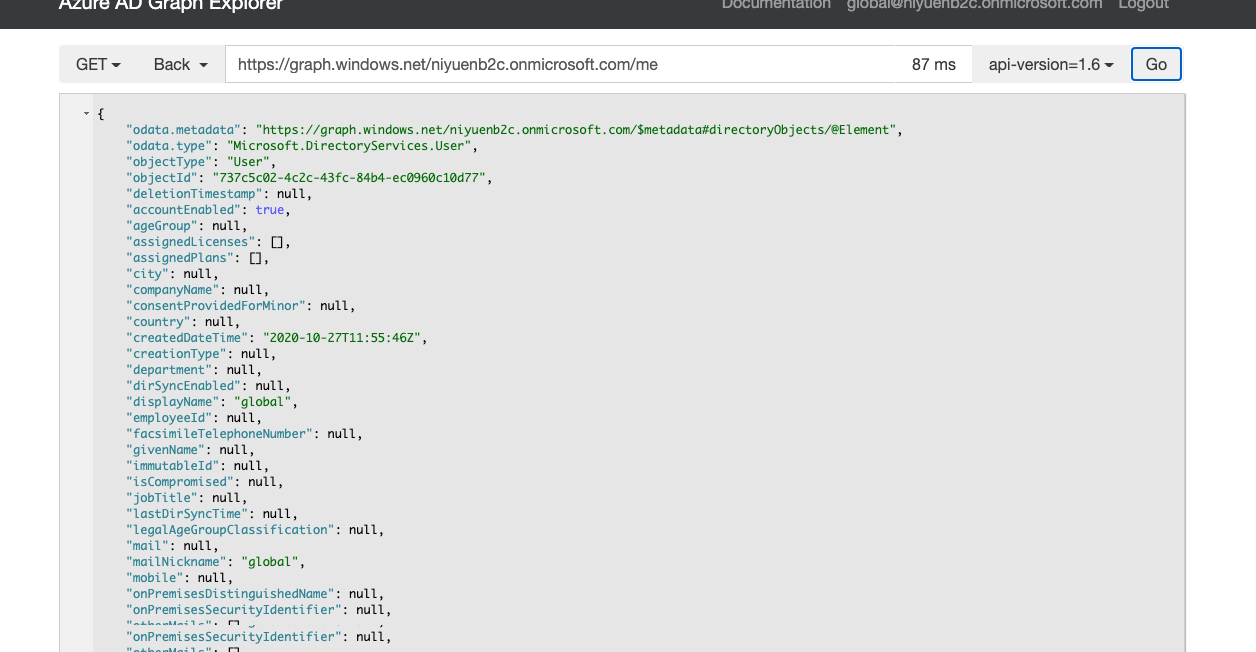 Azure AD Graph Explorer
Documentation global@niyuenb2c.onmicrosoft.com Logout
GET Back https://graph.windows.net/niyuenb2c.onmicrosoft.com/me 87 ms api-version=1.6 Go
{
"odata.metadata": "https://graph.windows.net/niyuenb2c.onmicrosoft.com/$metadata#directoryObjects/@Element",
"odata.type": "Microsoft.DirectoryServices.User",
"objectType": "User",
"objectId": "737c5c02-4c2c-43fc-84b4-ec0960c10d77",
"deletionTimestamp": null,
"accountEnabled": true,
"ageGroup": null,
"assignedLicenses": [],
"assignedPlans": [],
"city": null,
"companyName": null,
"consentProvidedForMinor": null,
"country": null,
"createdDateTime": "2020-10-27T11:55:46Z",
"creationType": null,
"department": null,
"dirSyncEnabled": null,
"displayName": "global",
"employeeId": null,
"facsimileTelephoneNumber": null,
"givenName": null,
"immutableId": null,
"isCompromised": null,
"jobTitle": null,
"lastDirSyncTime": null,
"legalAgeGroupClassification": null,
"mail": null,
"mailNickname": "global",
"mobile": null,
"onPremisesDistinguishedName": null,
"onPremisesSecurityIdentifier": null,
"onPremisesSecurityIdentifier": null,